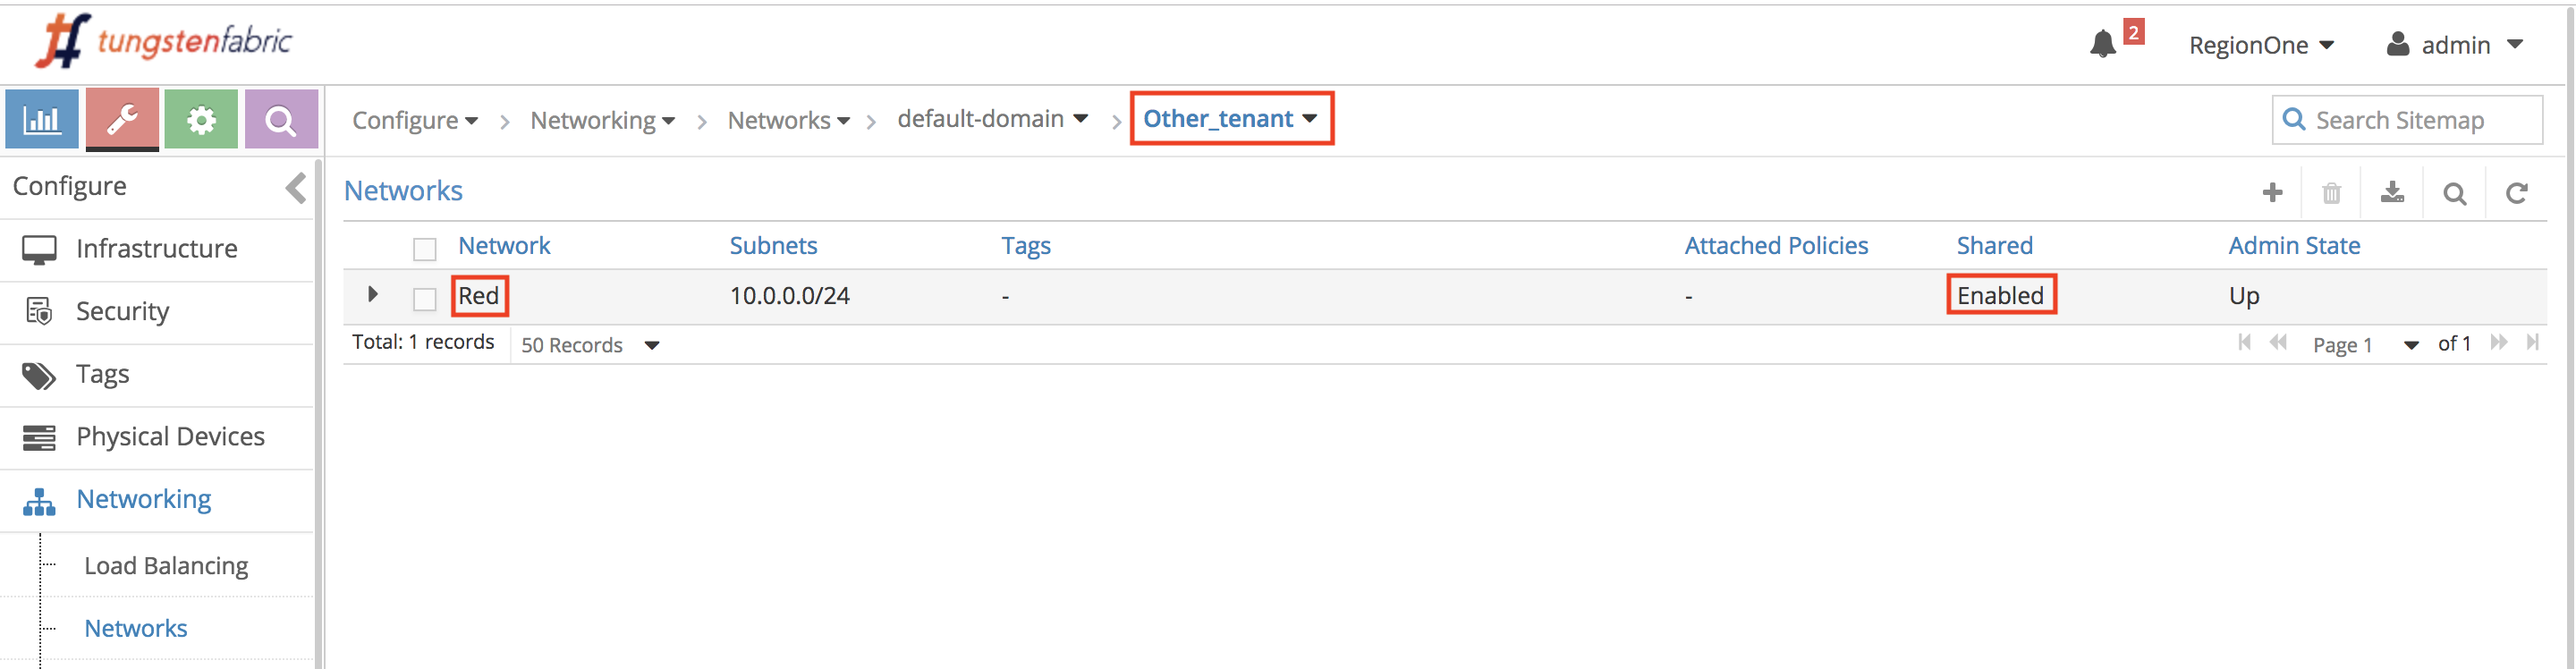 tungstenfabric
2
RegionOne
admin
Configure > Networking > Networks > default-domain > Other_tenant
Search Sitemap
Configure
Infrastructure
Security
Tags
Physical Devices
Networking
Load Balancing
Networks
Networks
Network Subnets Tags Attached Policies Shared Admin State
Red 10.0.0.0/24 - - Enabled Up
Total: 1 records 50 Records Page 1 of 1